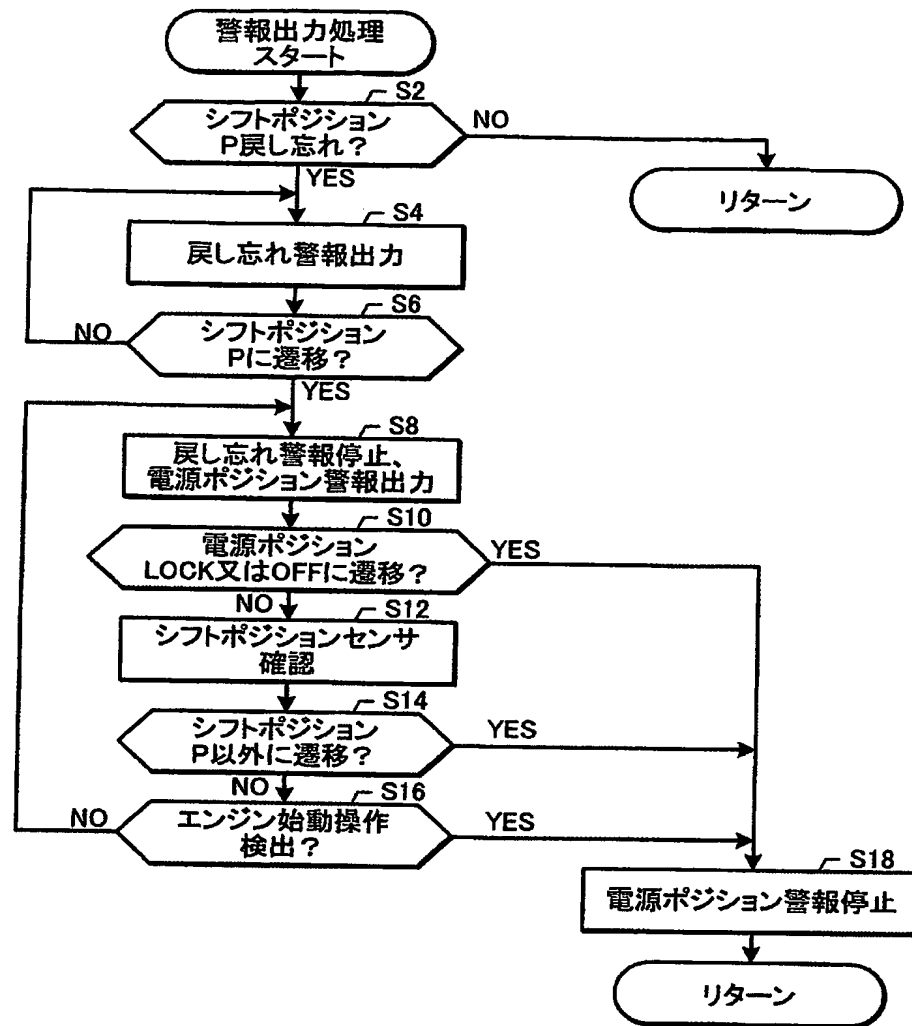 警報出力処理
スタート
S2
シフトポジション
P戻し忘れ？
NO
YES
リターン
S4
戻し忘れ警報出力
S6
シフトポジション
Pに遷移？
NO
YES
S8
戻し忘れ警報停止、
電源ポジション警報出力
S10
電源ポジション
LOCK又はOFFに遷移？
YES
NO
S12
シフトポジションセンサ
確認
S14
シフトポジション
P以外に遷移？
YES
NO
S16
エンジン始動操作
検出？
NO
YES
S18
電源ポジション警報停止
リターン